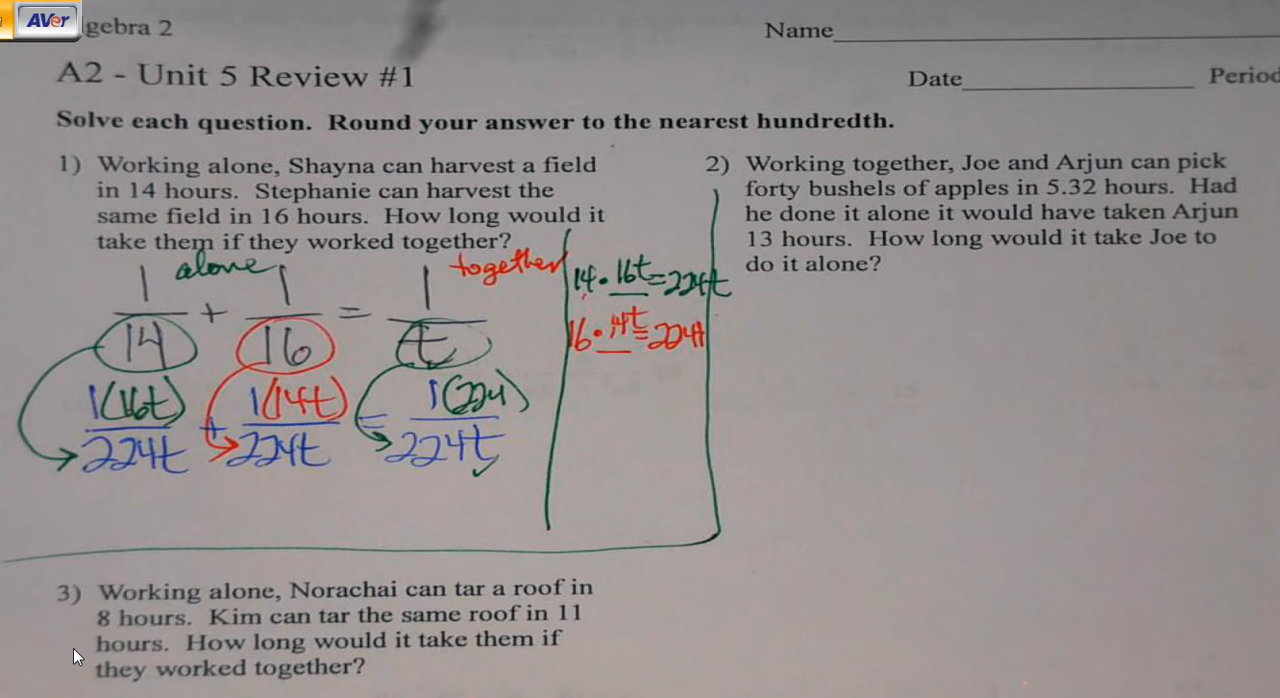 AVer
gebra 2
Name
A2 - Unit 5 Review #1
Date Period
Solve each question. Round your answer to the nearest hundredth.
1) Working alone, Shayna can harvest a field
in 14 hours. Stephanie can harvest the
same field in 16 hours. How long would it
take them if they worked together?
alone together
1/14 + 1/16 = 1/t
1(16t)/224t + 1(14t)/224t = 1(224)/224t
14·16t=224t
16·14t=224t
2) Working together, Joe and Arjun can pick
forty bushels of apples in 5.32 hours. Had
he done it alone it would have taken Arjun
13 hours. How long would it take Joe to
do it alone?
3) Working alone, Norachai can tar a roof in
8 hours. Kim can tar the same roof in 11
hours. How long would it take them if
they worked together?